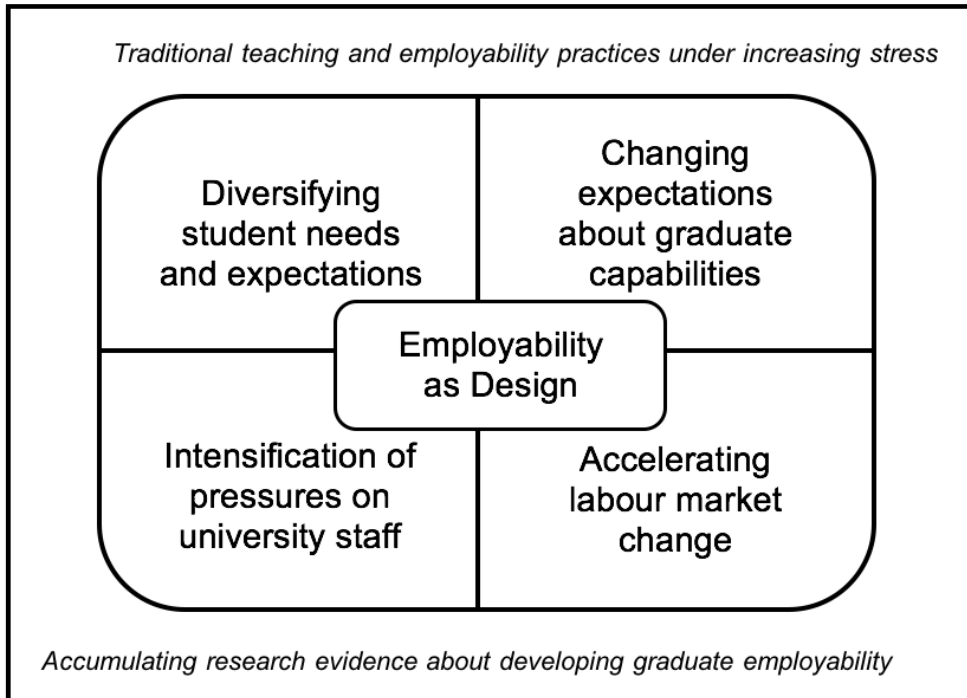 Traditional teaching and employability practices under increasing stress
Diversifying
student needs
and expectations
Changing
expectations
about graduate
capabilities
Employability
as Design
Intensification of
pressures on
university staff
Accelerating
labour market
change
Accumulating research evidence about developing graduate employability